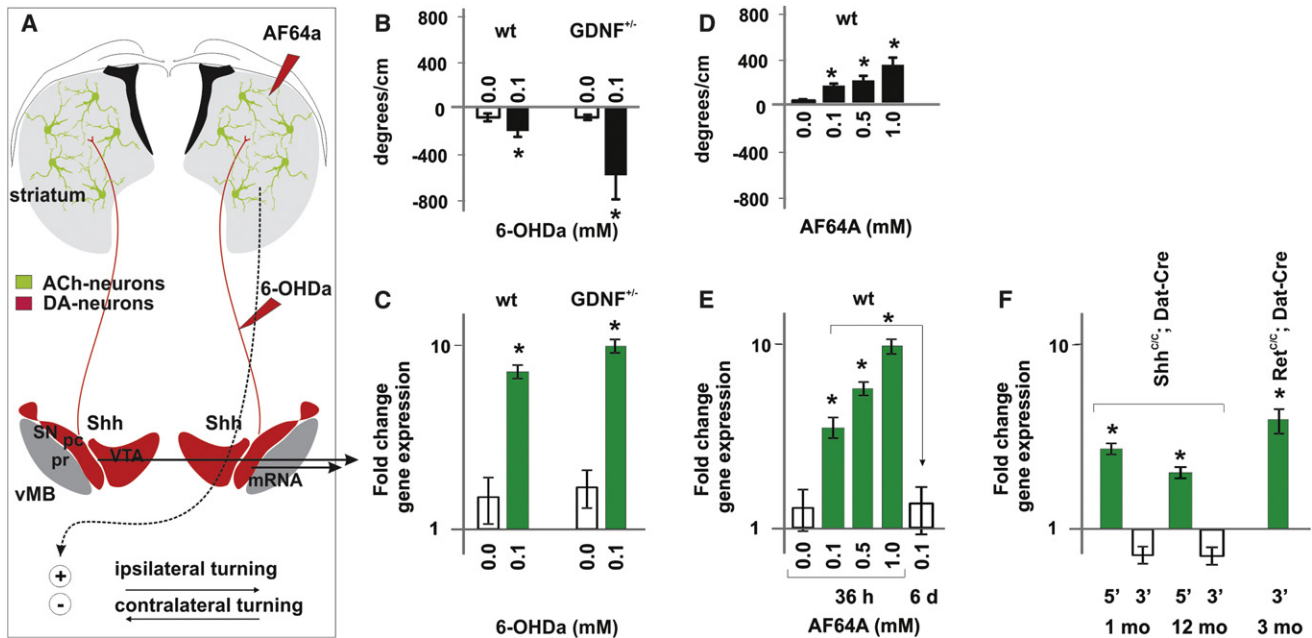 A
AF64a
striatum
ACh-neurons
DA-neurons
6-OHDa
Shh
Shh
SN
pc
pr
VTA
mRNA
vMB
+ ipsilateral turning
- contralateral turning
B
wt GDNF+/-
degrees/cm
800
400
0
-400
-800
0.0
0.1
0.0
0.1
*
*
6-OHDa (mM)
C
wt GDNF+/-
Fold change
gene expression
10
1
*
*
0.0
0.1
0.0
0.1
6-OHDa (mM)
D
wt
degrees/cm
800
400
0
-400
-800
*
*
*
0.0
0.1
0.5
1.0
AF64A (mM)
E
wt
Fold change
gene expression
10
1
*
*
*
0.0
0.1
0.5
1.0
0.1
36 h 6 d
AF64A (mM)
F
Shh C/C; Dat-Cre
Ret C/C; Dat-Cre
Fold change
gene expression
10
1
*
*
*
5' 3' 5' 3' 3'
1 mo 12 mo 3 mo